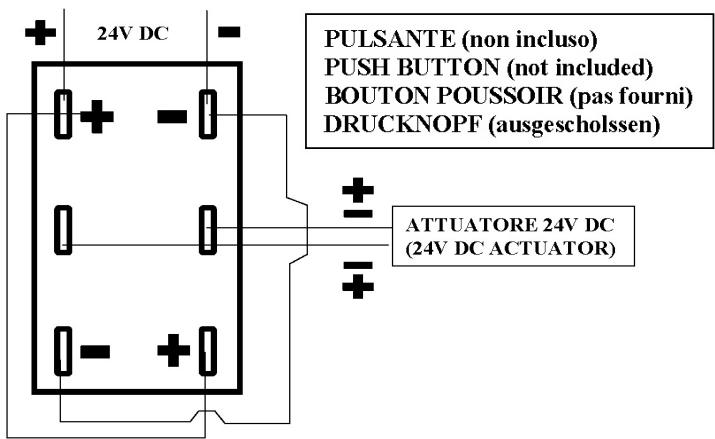 + 24V DC −
PULSANTE (non incluso)
PUSH BUTTON (not included)
BOUTON POUSSOIR (pas fourni)
DRUCKNOPF (ausgescholssen)
+ −
+
−
ATTUATORE 24V DC
(24V DC ACTUATOR)
−
+
− +